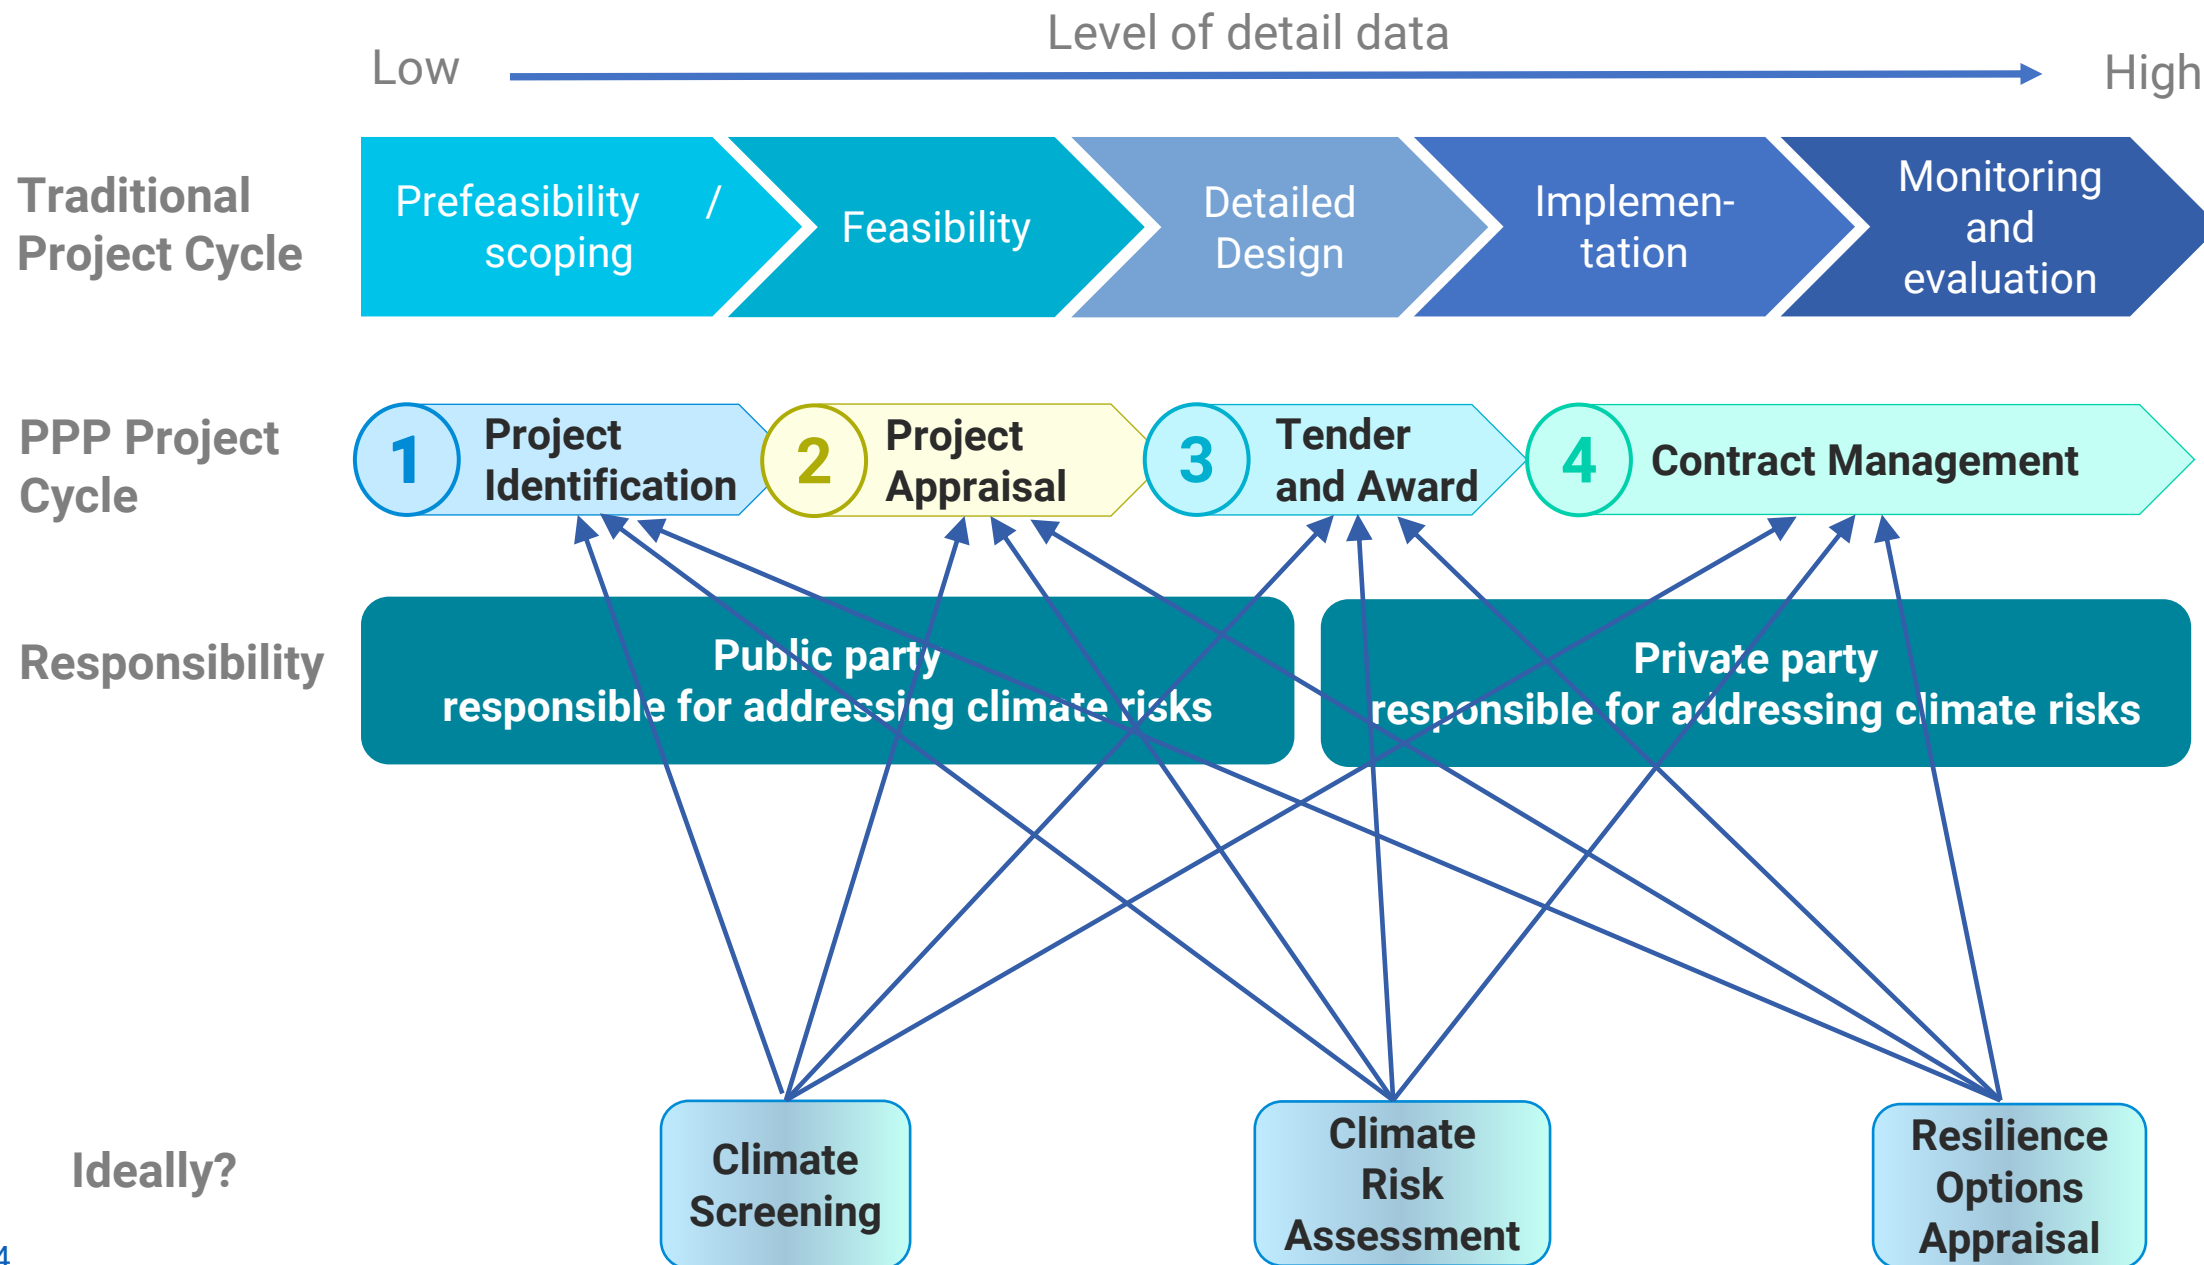 Level of detail data
Low
High
Traditional
Project Cycle
Prefeasibility /
scoping
Feasibility
Detailed
Design
Implemen-
tation
Monitoring
and
evaluation
PPP Project
Cycle
1
Project
Identification
2
Project
Appraisal
3
Tender
and Award
4
Contract Management
Responsibility
Public party
responsible for addressing climate risks
Private party
responsible for addressing climate risks
Ideally?
Climate
Screening
Climate
Risk
Assessment
Resilience
Options
Appraisal
4